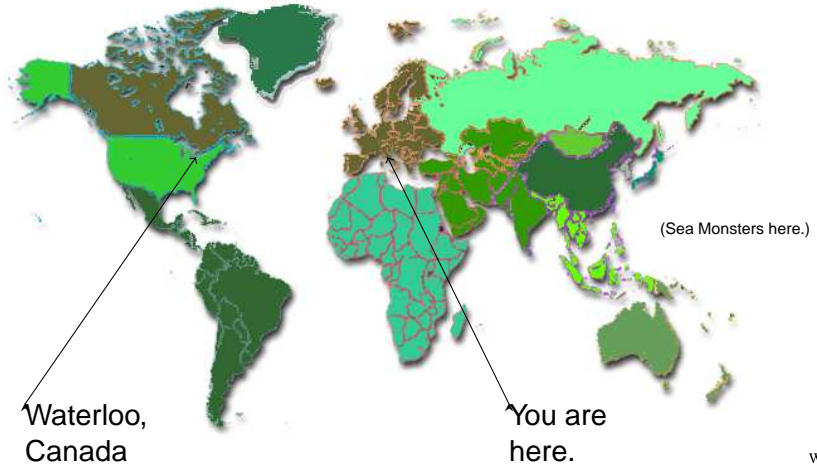 (Sea Monsters here.)
Waterloo,
Canada
You are
here.
w